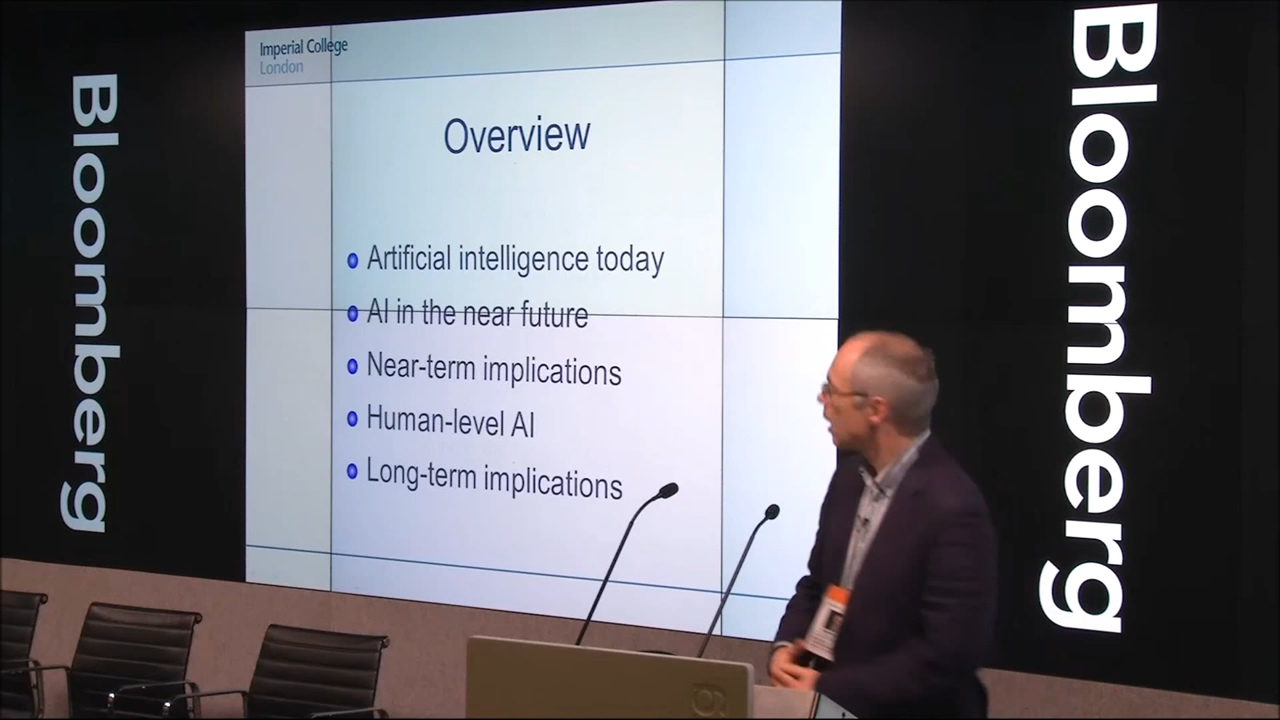 Bloomberg
Imperial College
London
Overview
Artificial intelligence today
AI in the near future
Near-term implications
Human-level AI
Long-term implications
Bloomberg